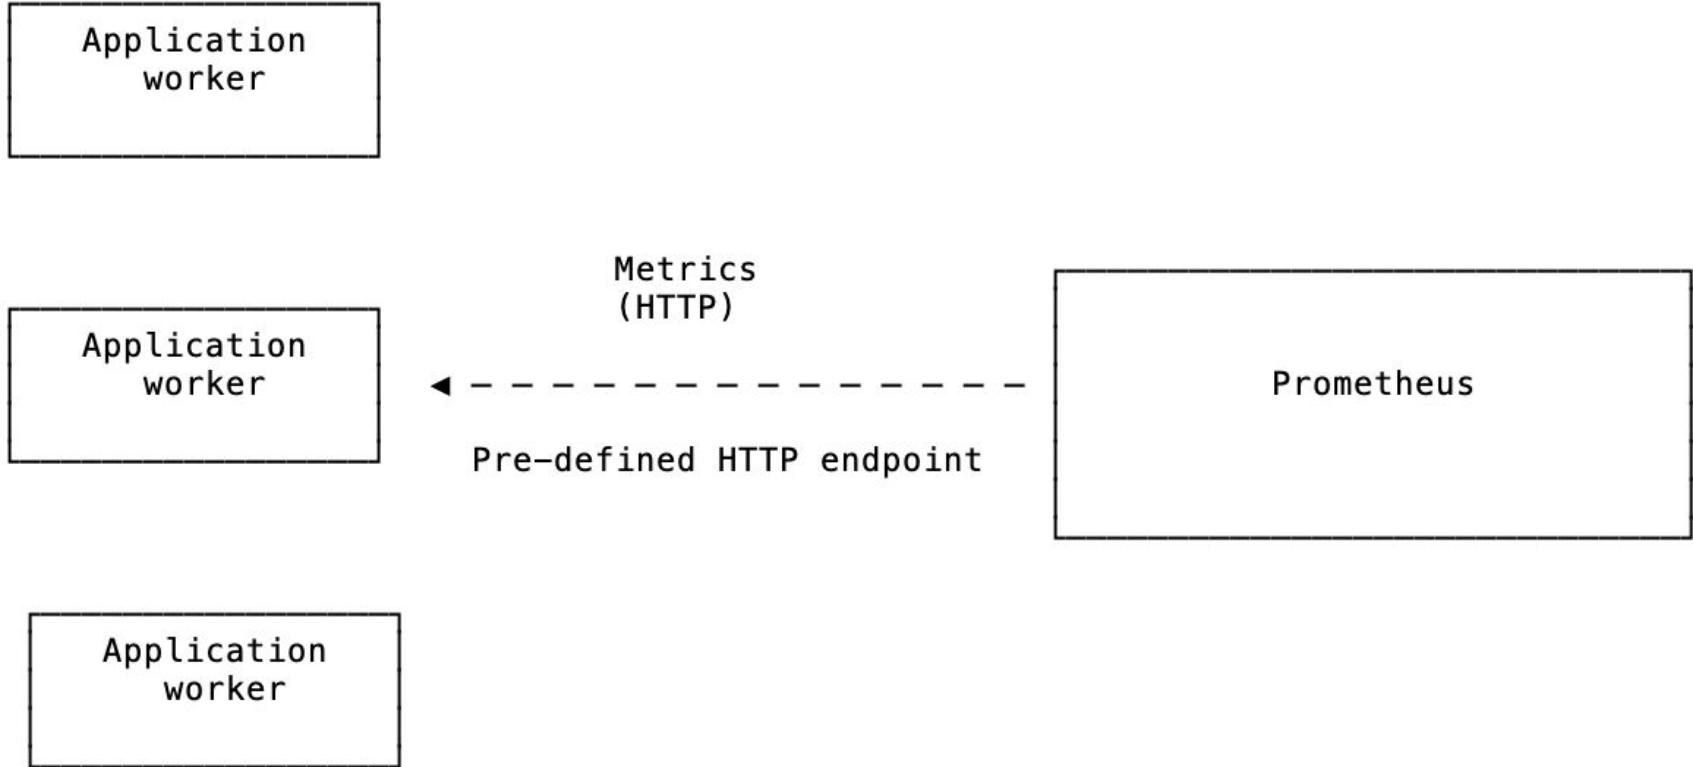 Application
worker
Metrics
(HTTP)
Application
worker
Prometheus
Pre-defined HTTP endpoint
Application
worker